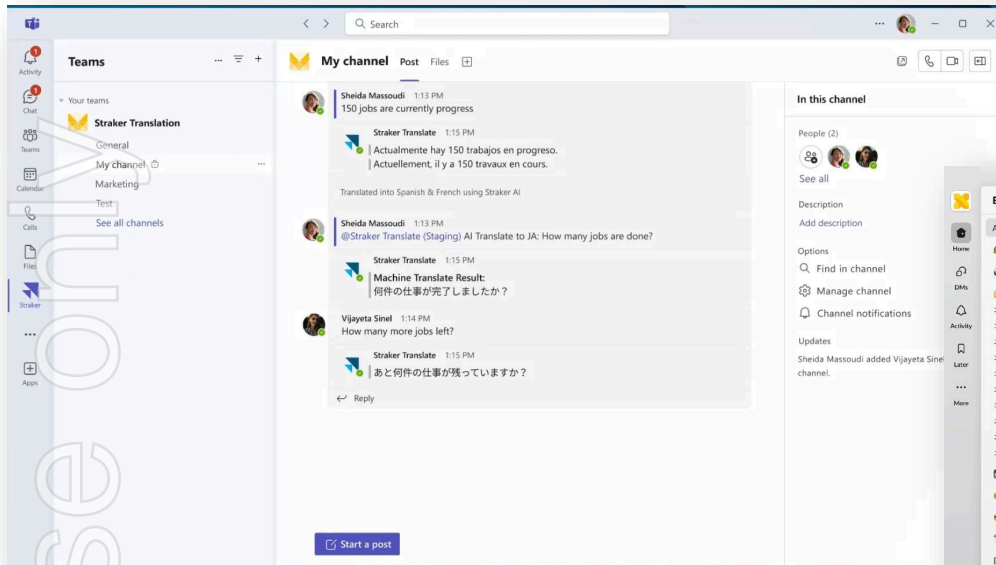 Search
Activity
Chat
Teams
Calendar
Calls
Files
Straker
Apps
Teams
Your teams
Straker Translation
General
My channel
Marketing
Test
See all channels
My channel Post Files
Sheida Massoudi 1:13 PM
150 jobs are currently progress
Straker Translate 1:15 PM
Actualmente hay 150 trabajos en progreso.
Actuellement, il y a 150 travaux en cours.
Translated into Spanish & French using Straker AI
Sheida Massoudi 1:13 PM
@Straker Translate (Staging) AI Translate to JA: How many jobs are done?
Straker Translate 1:15 PM
Machine Translate Result:
何件の仕事が完了しましたか？
Vijayeta Sinel 1:14 PM
How many more jobs left?
Straker Translate 1:15 PM
あと何件の仕事が残っていますか？
Reply
Start a post
In this channel
People (2)
See all
Description
Add description
Options
Find in channel
Manage channel
Channel notifications
Updates
Sheida Massoudi added Vijayeta Sinel
channel.
Home
DMs
Activity
Later
More
se only